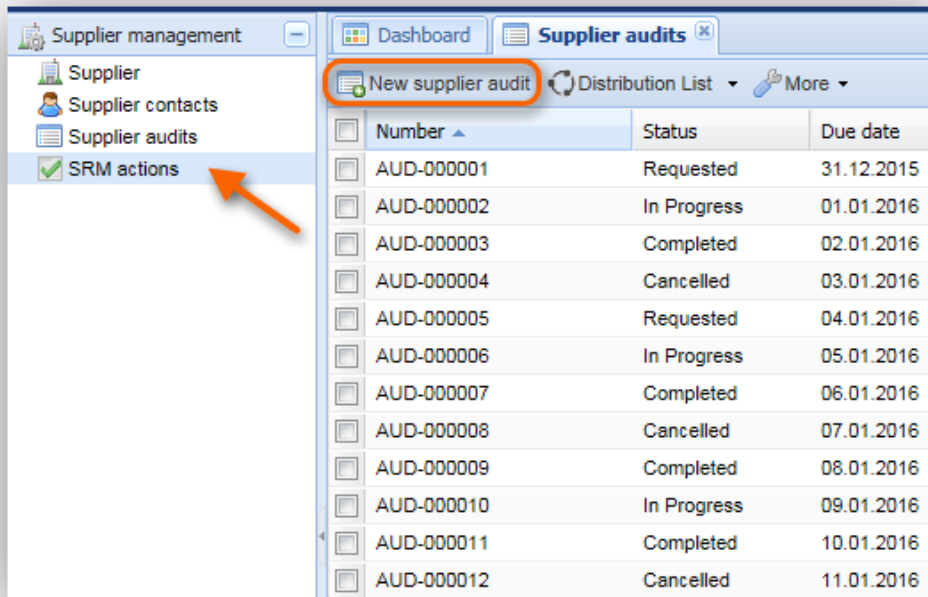 Supplier management
Supplier
Supplier contacts
Supplier audits
SRM actions
Dashboard Supplier audits
New supplier audit Distribution List More
Number Status Due date
AUD-000001 Requested 31.12.2015
AUD-000002 In Progress 01.01.2016
AUD-000003 Completed 02.01.2016
AUD-000004 Cancelled 03.01.2016
AUD-000005 Requested 04.01.2016
AUD-000006 In Progress 05.01.2016
AUD-000007 Completed 06.01.2016
AUD-000008 Cancelled 07.01.2016
AUD-000009 Completed 08.01.2016
AUD-000010 In Progress 09.01.2016
AUD-000011 Completed 10.01.2016
AUD-000012 Cancelled 11.01.2016